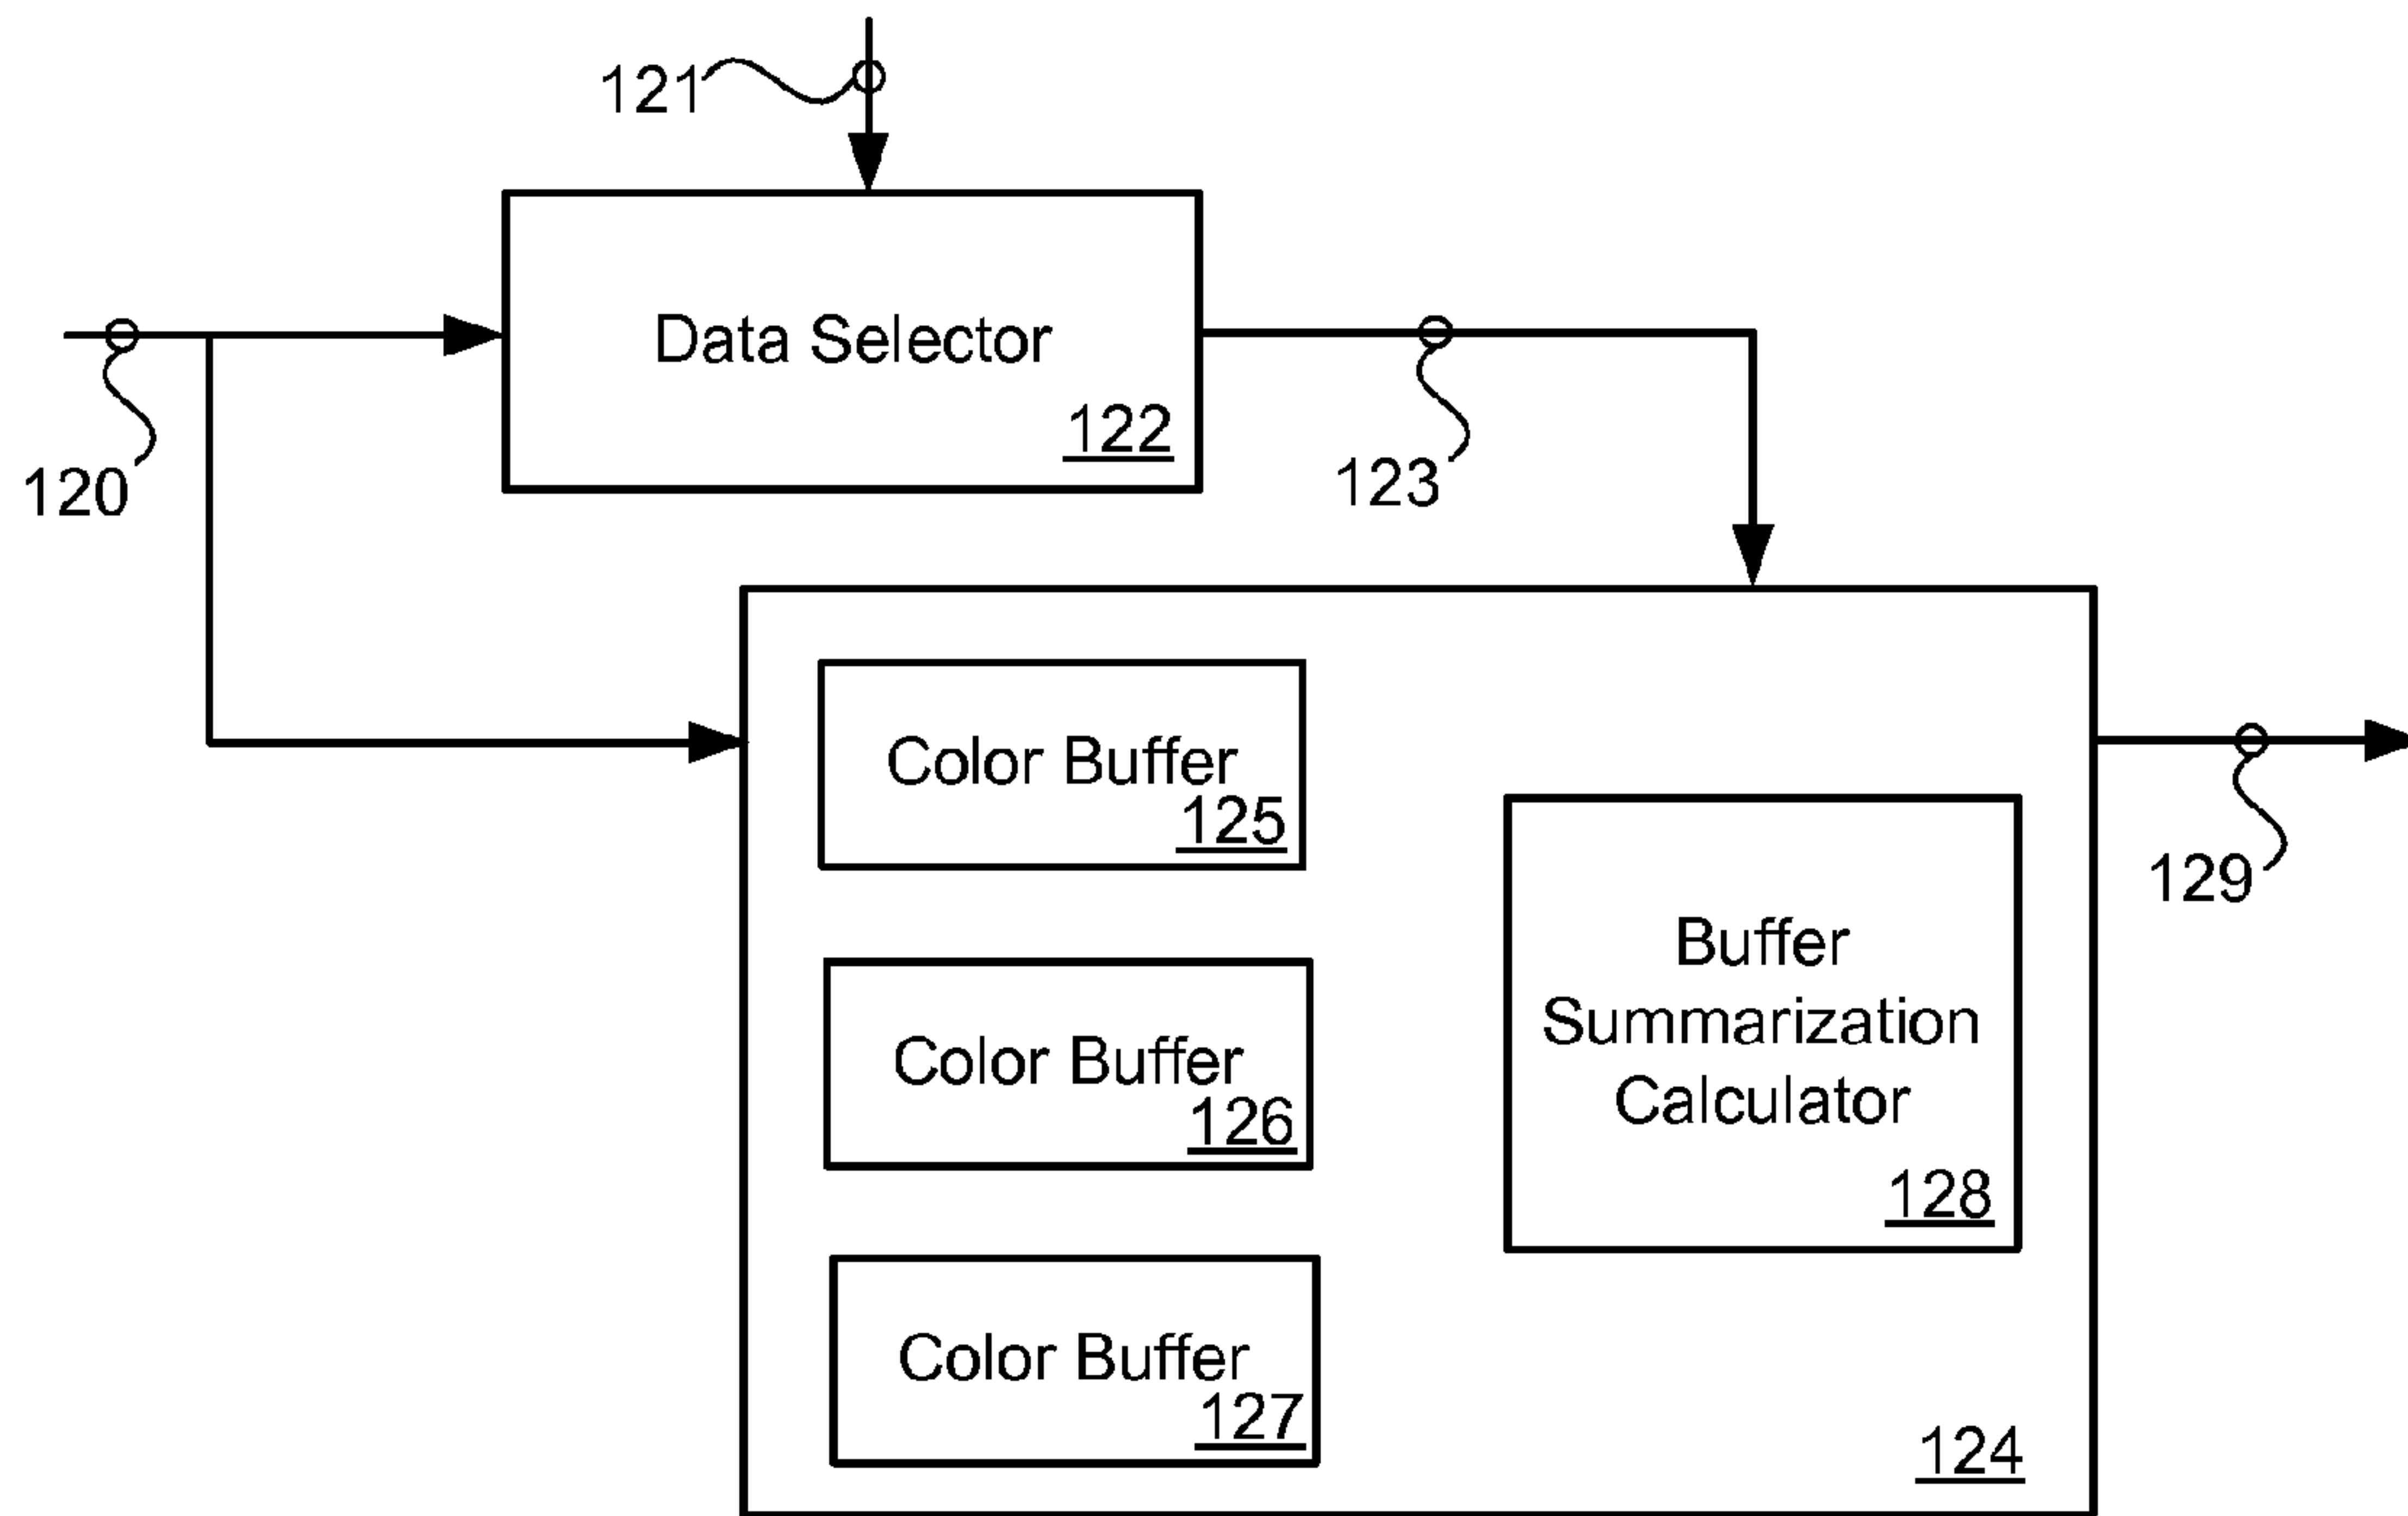 121
Data Selector
122
120
123
Color Buffer
125
129
Buffer
Summarization
Calculator
128
Color Buffer
126
Color Buffer
127
124